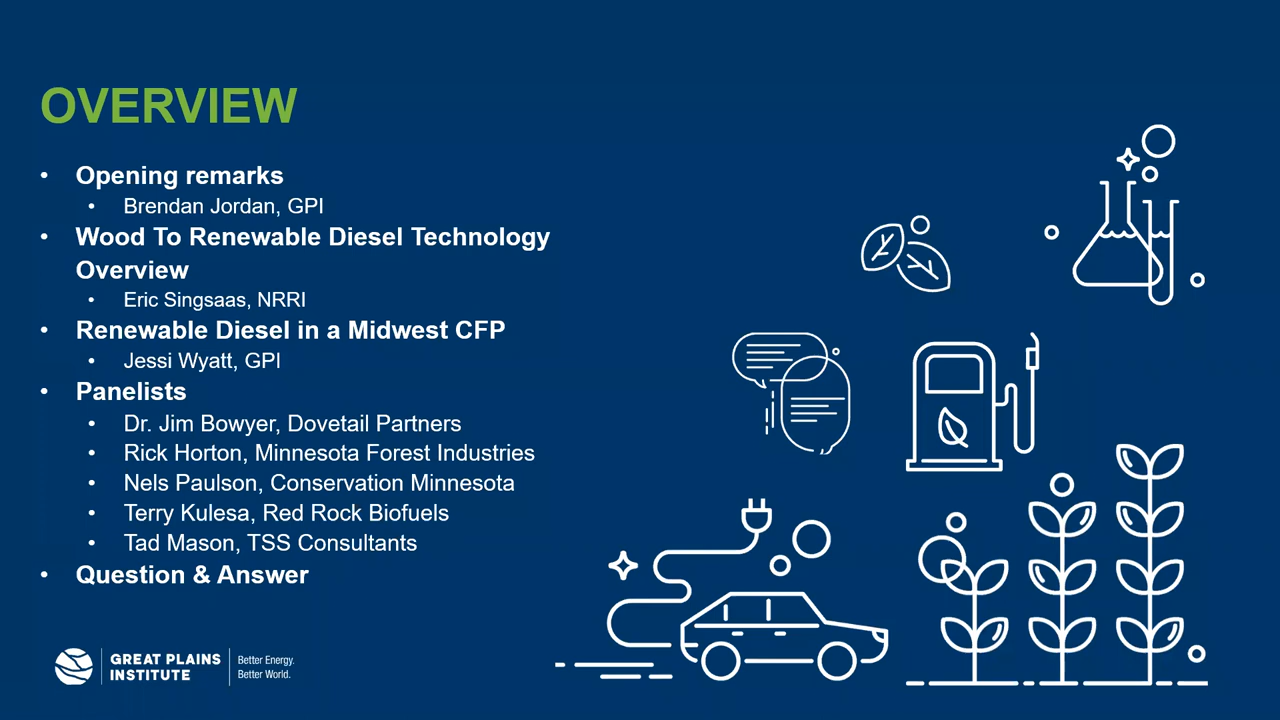 OVERVIEW
• Opening remarks
• Brendan Jordan, GPI
• Wood To Renewable Diesel Technology
Overview
• Eric Singsaas, NRRI
• Renewable Diesel in a Midwest CFP
• Jessi Wyatt, GPI
• Panelists
• Dr. Jim Bowyer, Dovetail Partners
• Rick Horton, Minnesota Forest Industries
• Nels Paulson, Conservation Minnesota
• Terry Kulesa, Red Rock Biofuels
• Tad Mason, TSS Consultants
• Question & Answer
GREAT PLAINS
INSTITUTE
Better Energy.
Better World.